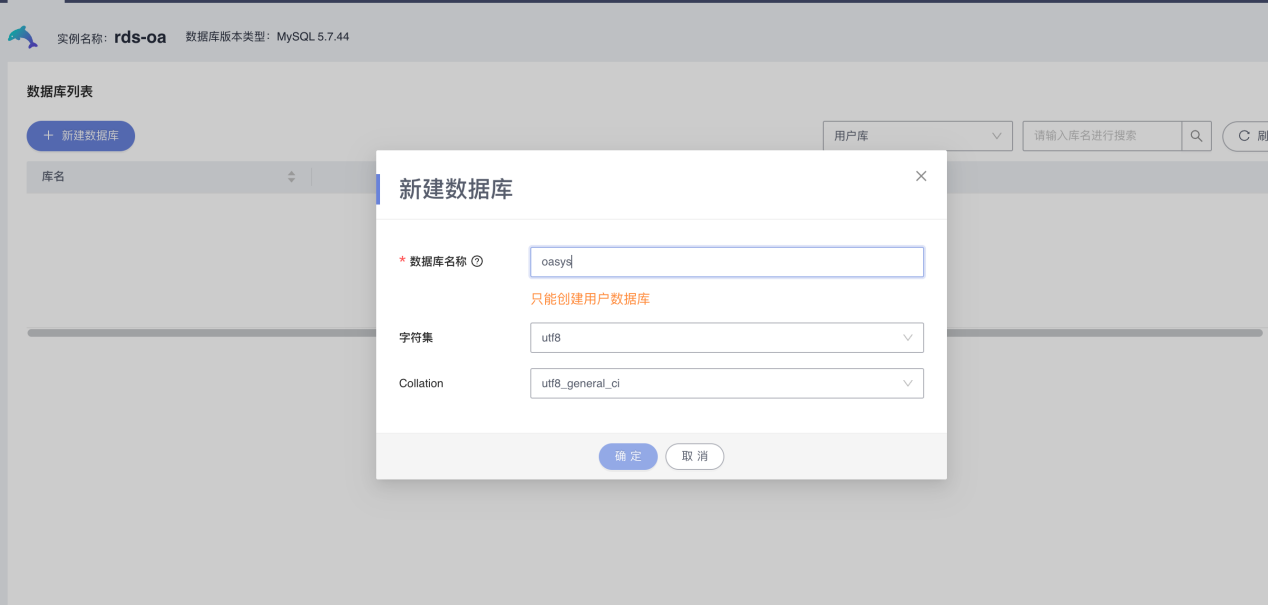 实例名称: rds-oa 数据库版本类型: MySQL 5.7.44
数据库列表
+ 新建数据库
用户库
请输入库名进行搜索
刷
库名
新建数据库
* 数据库名称
oasys
只能创建用户数据库
字符集
utf8
Collation
utf8_general_ci
确 定
取 消